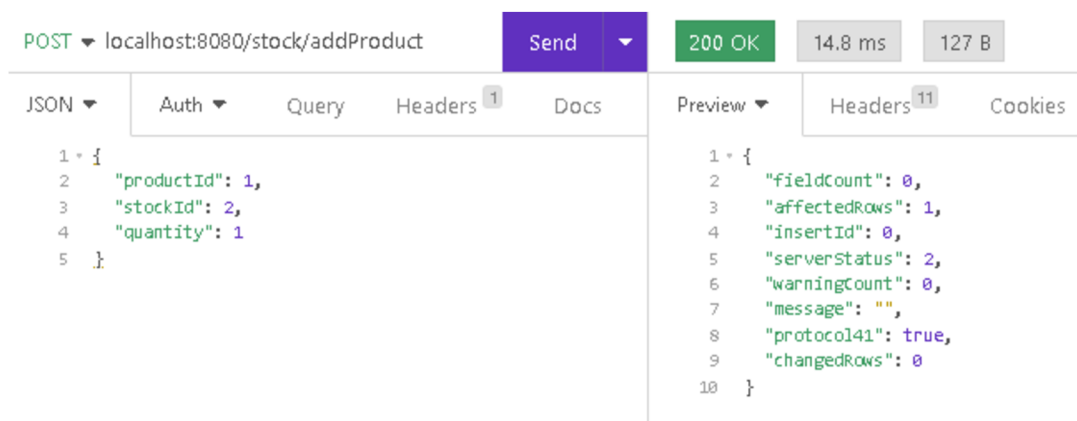 POST localhost:8080/stock/addProduct Send 200 OK 14.8 ms 127 B
JSON Auth Query Headers 1 Docs Preview Headers 11 Cookies
1 {
2 "productId": 1,
3 "stockId": 2,
4 "quantity": 1
5 }
1 {
2 "fieldCount": 0,
3 "affectedRows": 1,
4 "insertId": 0,
5 "serverStatus": 2,
6 "warningCount": 0,
7 "message": "",
8 "protocol41": true,
9 "changedRows": 0
10 }